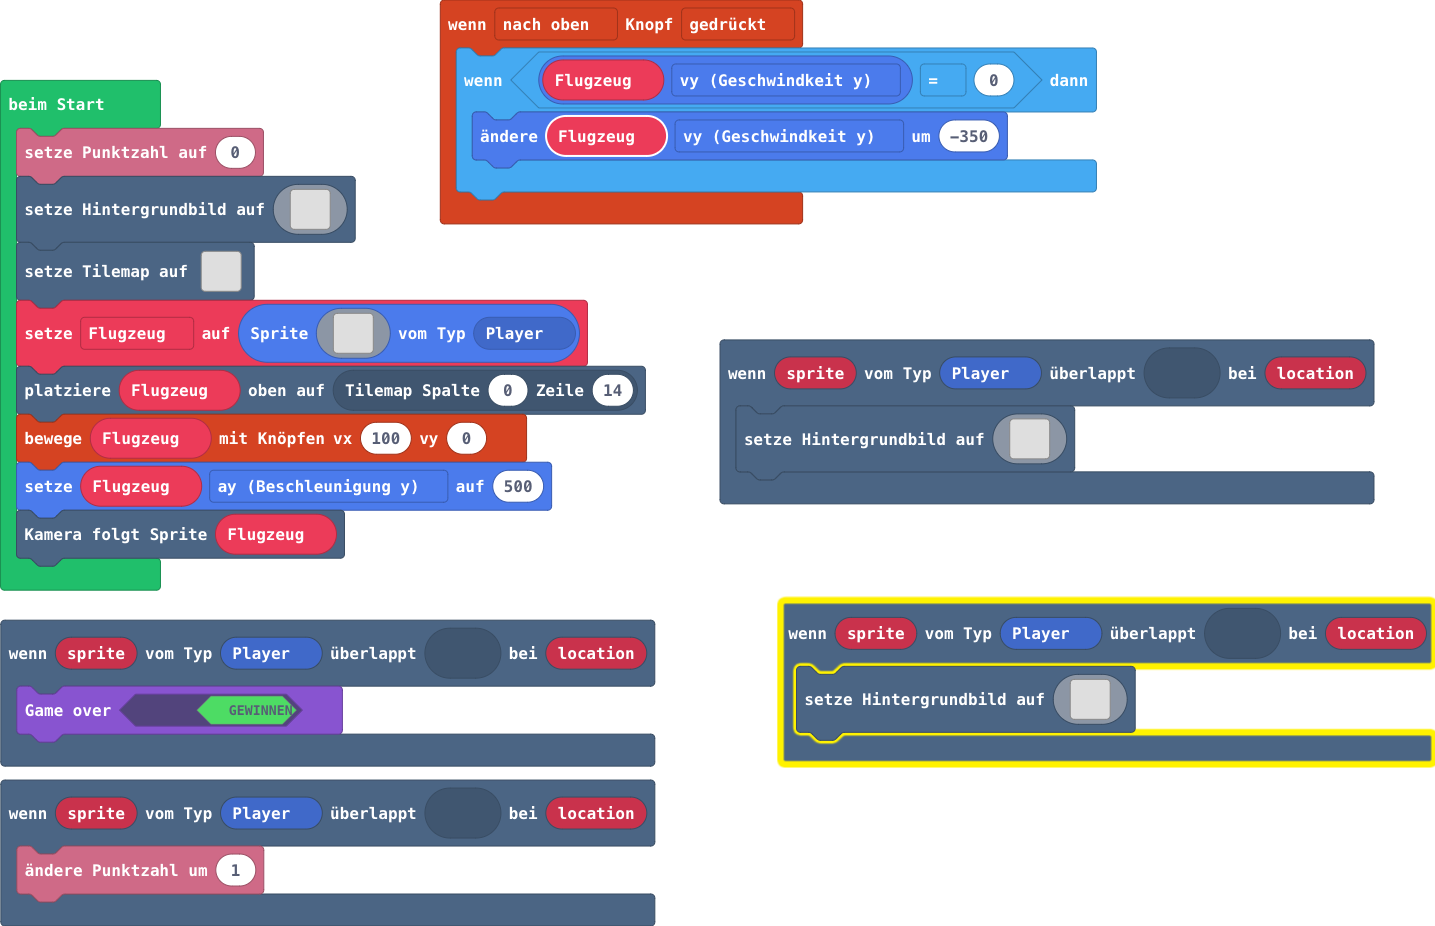 beim Start
setze Punktzahl auf 0
setze Hintergrundbild auf
setze Tilemap auf
setze Flugzeug auf Sprite vom Typ Player
platziere Flugzeug oben auf Tilemap Spalte 0 Zeile 14
bewege Flugzeug mit Knöpfen vx 100 vy 0
setze Flugzeug ay (Beschleunigung y) auf 500
Kamera folgt Sprite Flugzeug
wenn nach oben Knopf gedrückt
wenn Flugzeug vy (Geschwindkeit y) = 0 dann
ändere Flugzeug vy (Geschwindkeit y) um −350
wenn sprite vom Typ Player überlappt bei location
setze Hintergrundbild auf
wenn sprite vom Typ Player überlappt bei location
Game over GEWINNEN
wenn sprite vom Typ Player überlappt bei location
setze Hintergrundbild auf
wenn sprite vom Typ Player überlappt bei location
ändere Punktzahl um 1